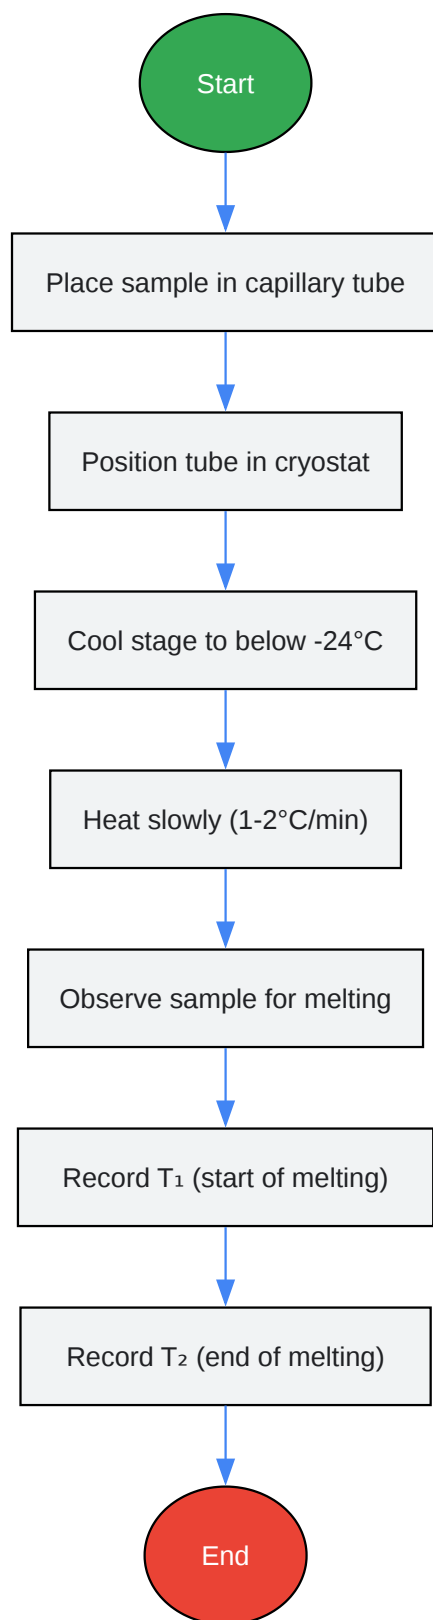 Start
Place sample in capillary tube
Position tube in cryostat
Cool stage to below -24°C
Heat slowly (1-2°C/min)
Observe sample for melting
Record T₁ (start of melting)
Record T₂ (end of melting)
End